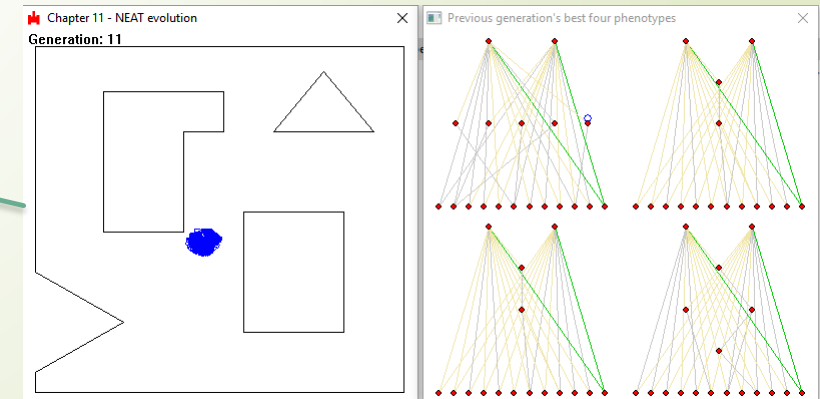 Chapter 11 - NEAT evolution
Generation: 11
Previous generation's best four phenotypes